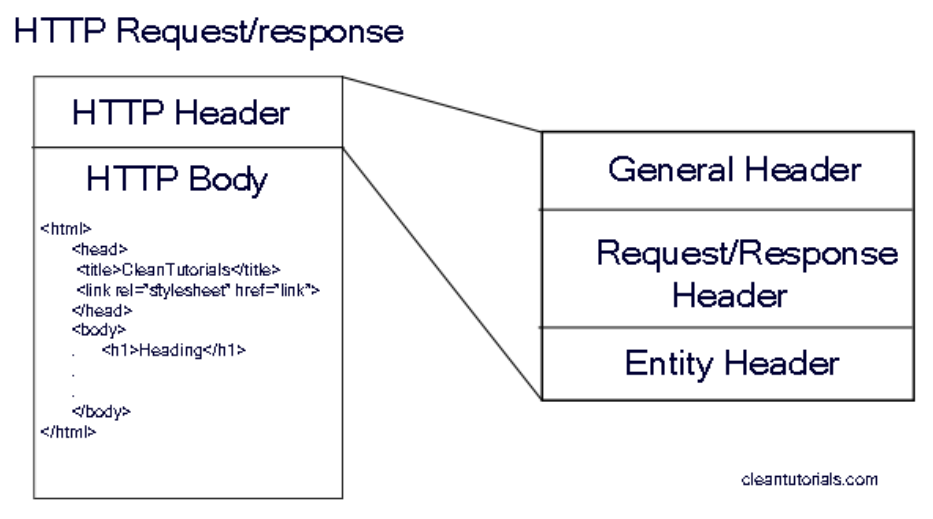 HTTP Request/response
HTTP Header
HTTP Body
<html>
<head>
<title>CleanTutorials</title>
<link rel="stylesheet" href="link">
</head>
<body>
. <h1>Heading</h1>
.
.
</body>
</html>
General Header
Request/Response
Header
Entity Header
cleantutorials.com